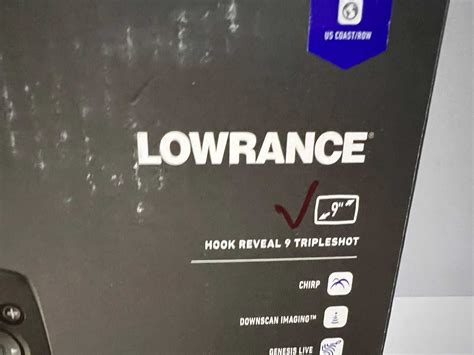 US COAST/ROW
LOWRANCE®
9"
HOOK REVEAL 9 TRIPLESHOT
CHIRP
DOWNSCAN IMAGING™
GENESIS LIVE